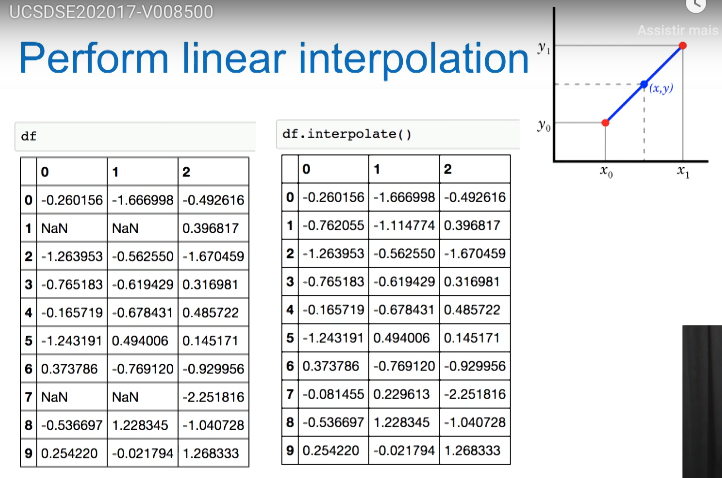 UCSDSE202017-V008500
Assistir mais
Perform linear interpolation
y1
(x,y)
y0
x0 x1
df
0 1 2
0 -0.260156 -1.666998 -0.492616
1 NaN NaN 0.396817
2 -1.263953 -0.562550 -1.670459
3 -0.765183 -0.619429 0.316981
4 -0.165719 -0.678431 0.485722
5 -1.243191 0.494006 0.145171
6 0.373786 -0.769120 -0.929956
7 NaN NaN -2.251816
8 -0.536697 1.228345 -1.040728
9 0.254220 -0.021794 1.268333
df.interpolate()
0 1 2
0 -0.260156 -1.666998 -0.492616
1 -0.762055 -1.114774 0.396817
2 -1.263953 -0.562550 -1.670459
3 -0.765183 -0.619429 0.316981
4 -0.165719 -0.678431 0.485722
5 -1.243191 0.494006 0.145171
6 0.373786 -0.769120 -0.929956
7 -0.081455 0.229613 -2.251816
8 -0.536697 1.228345 -1.040728
9 0.254220 -0.021794 1.268333